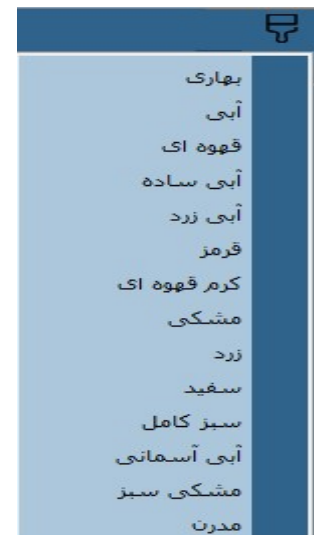 بهاری
آبی
قهوه ای
آبی ساده
آبی زرد
قرمز
کرم قهوه ای
مشکی
زرد
سفید
سبز کامل
آبی آسمانی
مشکی سبز
مدرت